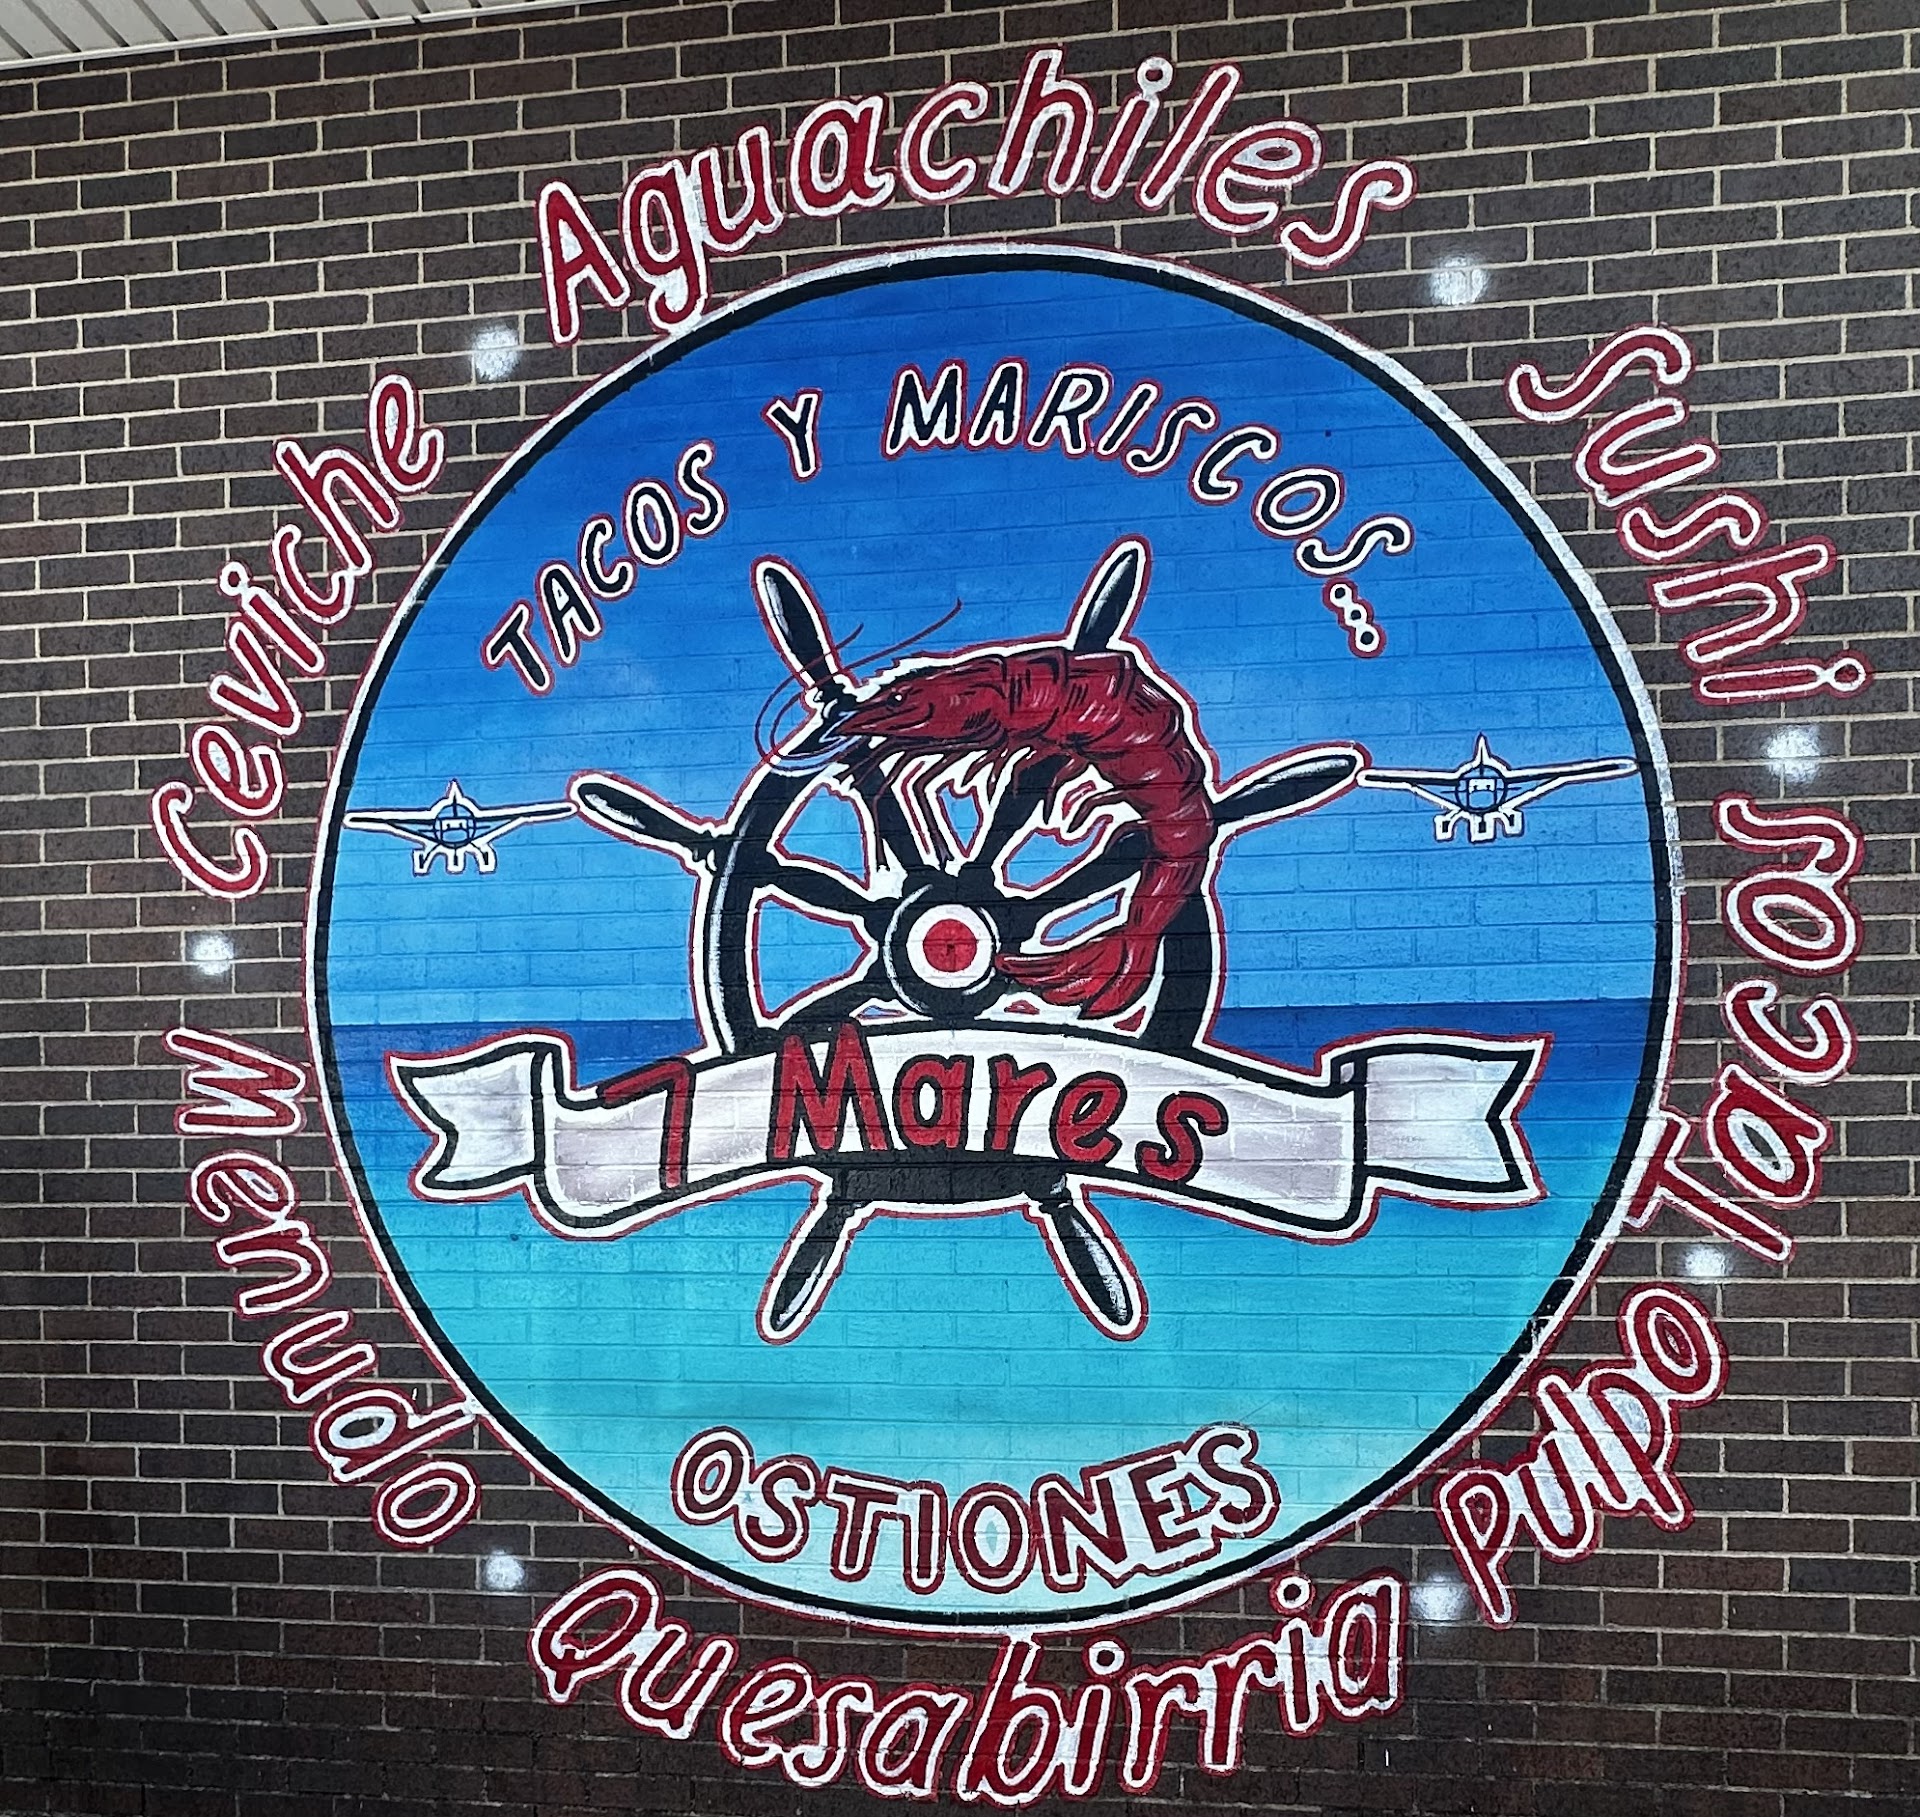 Aguachiles
Sushi
Tacos
Pulpo
Quesabirria
Menudo
Ceviche
TACOS Y MARISCOS...
7 Mares
OSTIONES